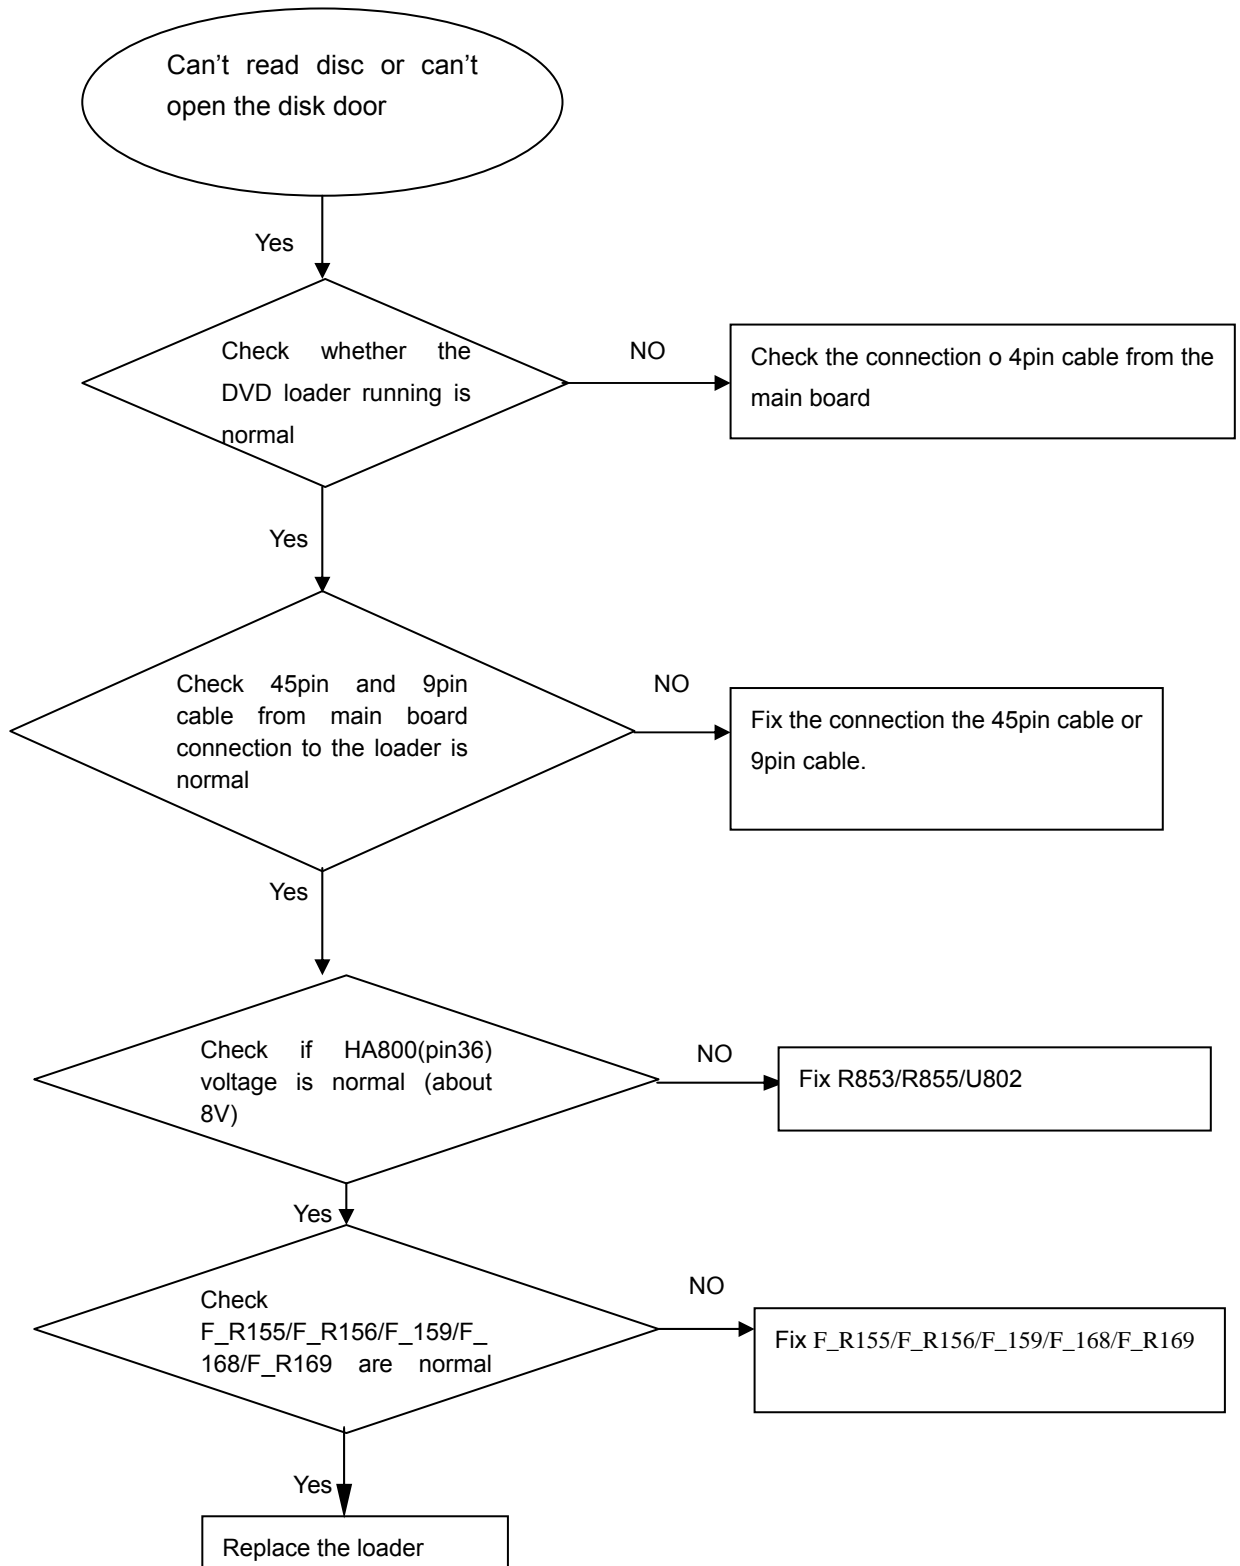 Can't read disc or can't
open the disk door
Yes
Check whether the
DVD loader running is
normal
NO
Check the connection o 4pin cable from the
main board
Yes
Check 45pin and 9pin
cable from main board
connection to the loader is
normal
NO
Fix the connection the 45pin cable or
9pin cable.
Yes
Check if HA800(pin36)
voltage is normal (about
8V)
NO
Fix R853/R855/U802
Yes
Check
F_R155/F_R156/F_159/F_
168/F_R169 are normal
NO
Fix F_R155/F_R156/F_159/F_168/F_R169
Yes
Replace the loader